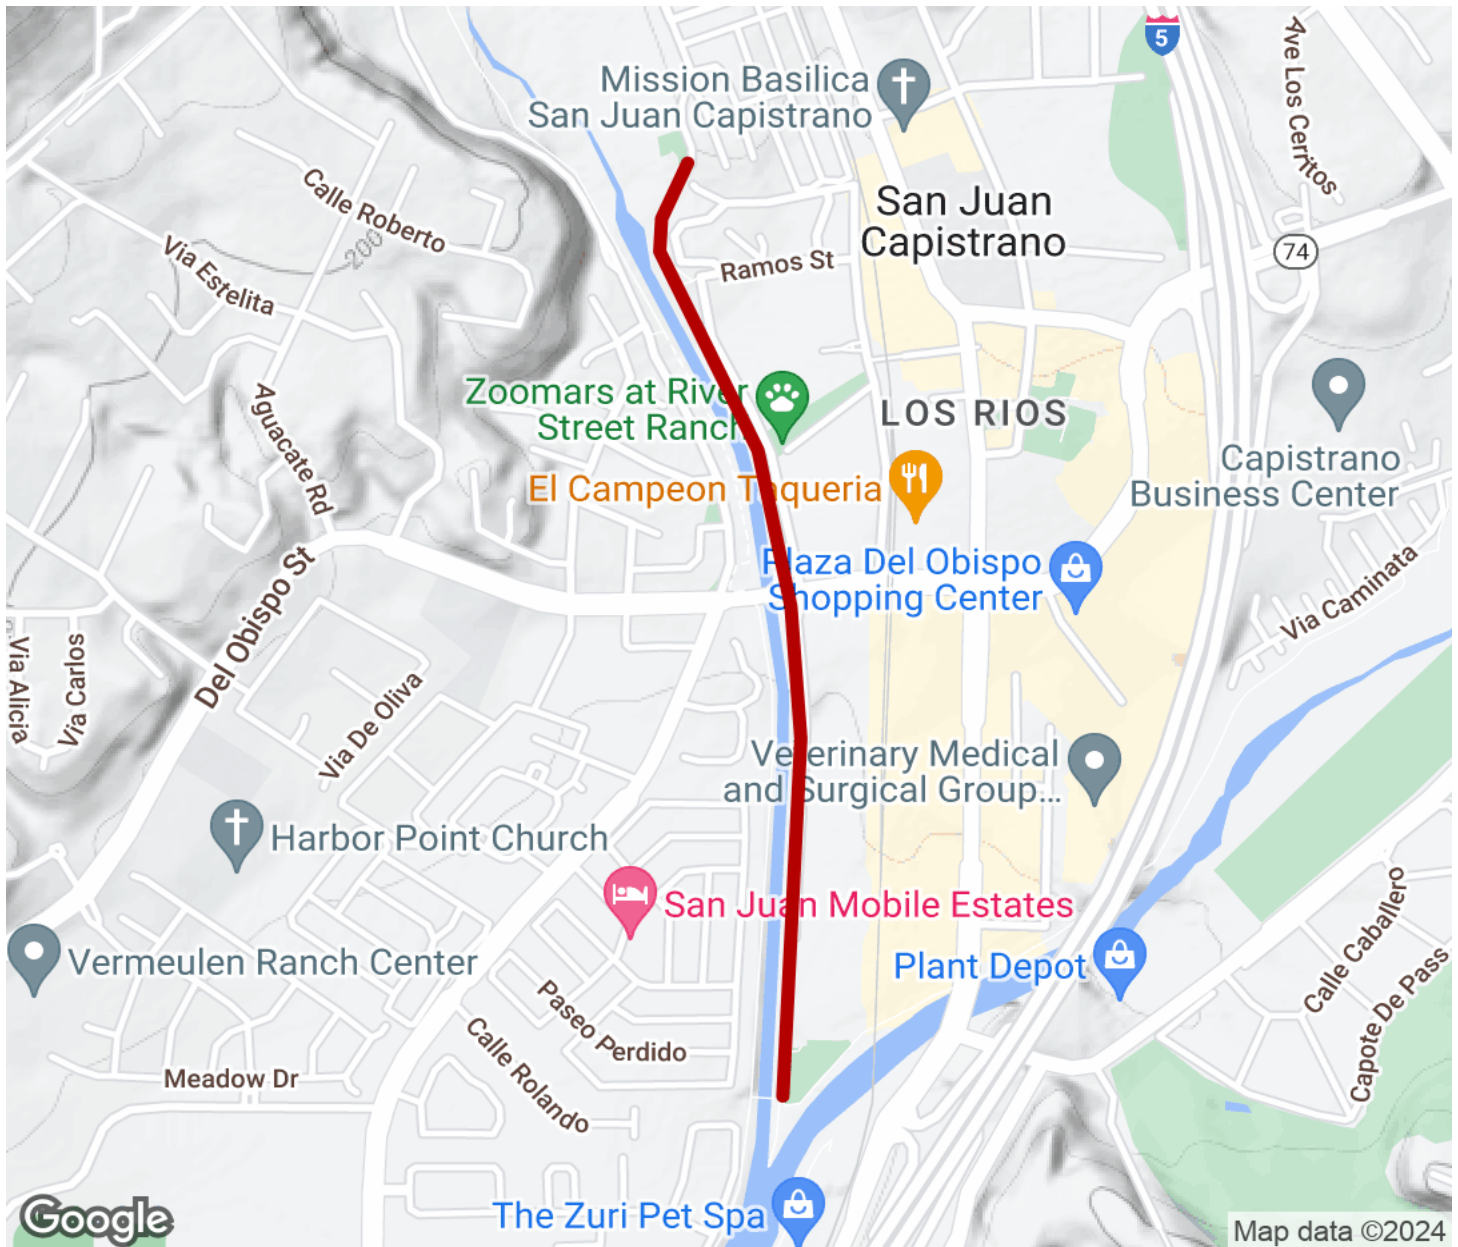 5
Ave Los Cerritos
Mission Basilica
San Juan Capistrano
Calle Roberto
200
Via Estelita
San Juan
Capistrano
74
Ramos St
Zoomars at River
Street Ranch
LOS RIOS
Aguacate Rd
El Campeon Taqueria
Capistrano
Business Center
Plaza Del Obispo
Shopping Center
Via Caminata
Del Obispo St
Via Alicia
Via Carlos
Via De Oliva
Veterinary Medical
and Surgical Group...
Harbor Point Church
San Juan Mobile Estates
Vermeulen Ranch Center
Plant Depot
Calle Caballero
Capote De Pass
Paseo Perdido
Calle Rolando
Meadow Dr
The Zuri Pet Spa
Google
Map data ©2024